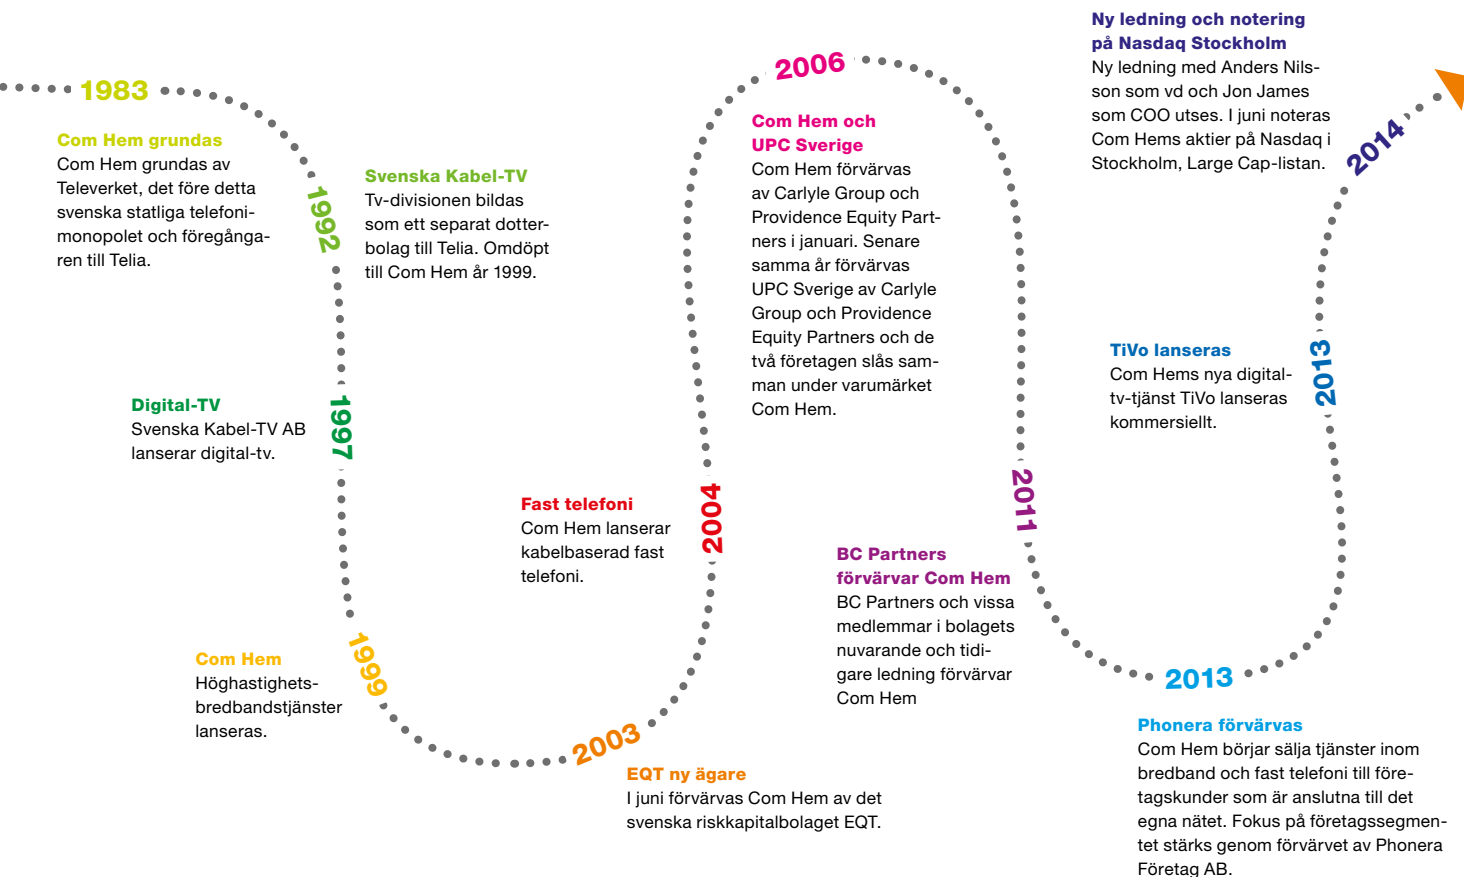 1983
Com Hem grundas
Com Hem grundas av
Televerket, det före detta
svenska statliga telefoni-
monopolet och föregånga-
ren till Telia.
1992
Svenska Kabel-TV
Tv-divisionen bildas
som ett separat dotter-
bolag till Telia. Omdöpt
till Com Hem år 1999.
1997
Digital-TV
Svenska Kabel-TV AB
lanserar digital-tv.
1999
Com Hem
Höghastighets-
bredbandstjänster
lanseras.
2003
EQT ny ägare
I juni förvärvas Com Hem av det
svenska riskkapitalbolaget EQT.
2004
Fast telefoni
Com Hem lanserar
kabelbaserad fast
telefoni.
2006
Com Hem och
UPC Sverige
Com Hem förvärvas
av Carlyle Group och
Providence Equity Part-
ners i januari. Senare
samma år förvärvas
UPC Sverige av Carlyle
Group och Providence
Equity Partners och de
två företagen slås sam-
man under varumärket
Com Hem.
2011
BC Partners
förvärvar Com Hem
BC Partners och vissa
medlemmar i bolagets
nuvarande och tidi-
gare ledning förvärvar
Com Hem
2013
Phonera förvärvas
Com Hem börjar sälja tjänster inom
bredband och fast telefoni till före-
tagskunder som är anslutna till det
egna nätet. Fokus på företagssegmen-
tet stärks genom förvärvet av Phonera
Företag AB.
2013
TiVo lanseras
Com Hems nya digital-
tv-tjänst TiVo lanseras
kommersiellt.
2014
Ny ledning och notering
på Nasdaq Stockholm
Ny ledning med Anders Nils-
son som vd och Jon James
som COO utses. I juni noteras
Com Hems aktier på Nasdaq i
Stockholm, Large Cap-listan.